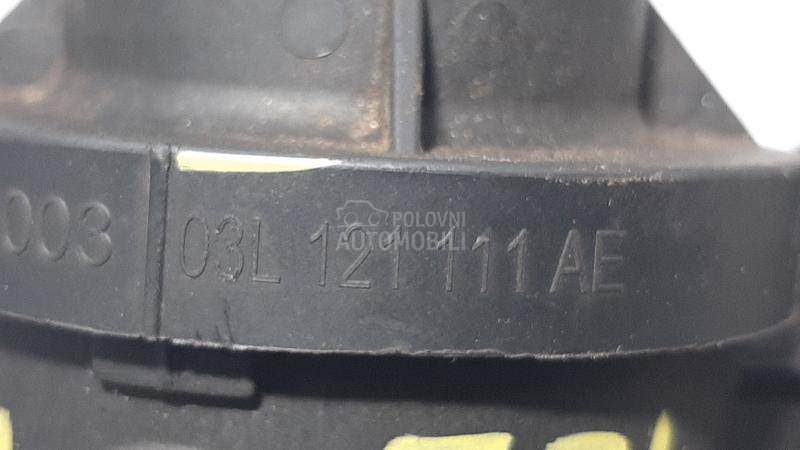 003 03L 121 111 AE
POLOVNI
AUTOMOBILI